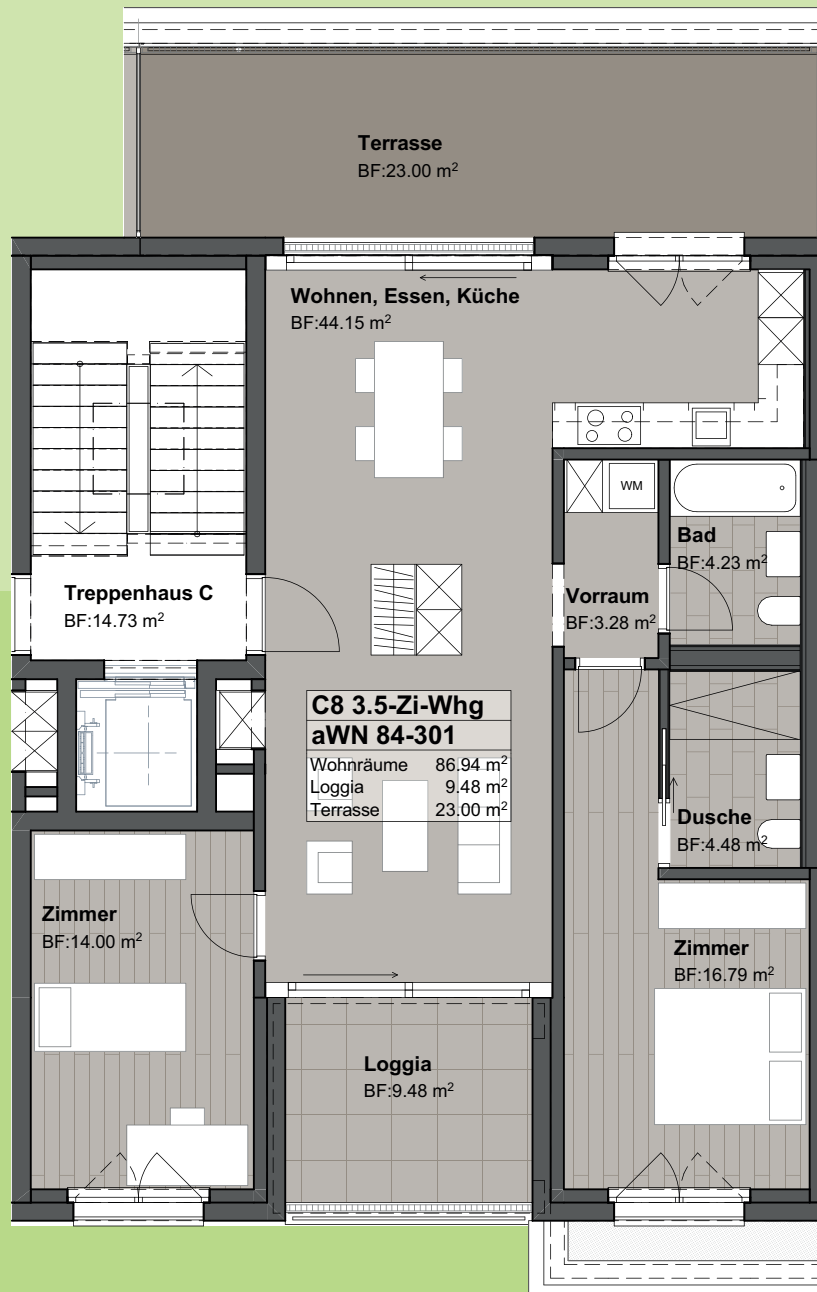 Terrasse
BF:23.00 m²
Wohnen, Essen, Küche
BF:44.15 m²
WM
Bad
BF:4.23 m²
Treppenhaus C
BF:14.73 m²
Vorraum
BF:3.28 m²
C8 3.5-Zi-Whg
aWN 84-301
Wohnräume 86.94 m²
Loggia 9.48 m²
Terrasse 23.00 m²
Dusche
BF:4.48 m²
Zimmer
BF:14.00 m²
Zimmer
BF:16.79 m²
Loggia
BF:9.48 m²